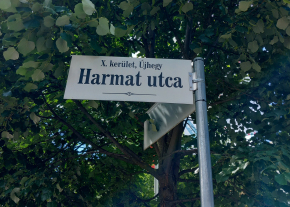 X. kerület, Újhegy
Harmat utca